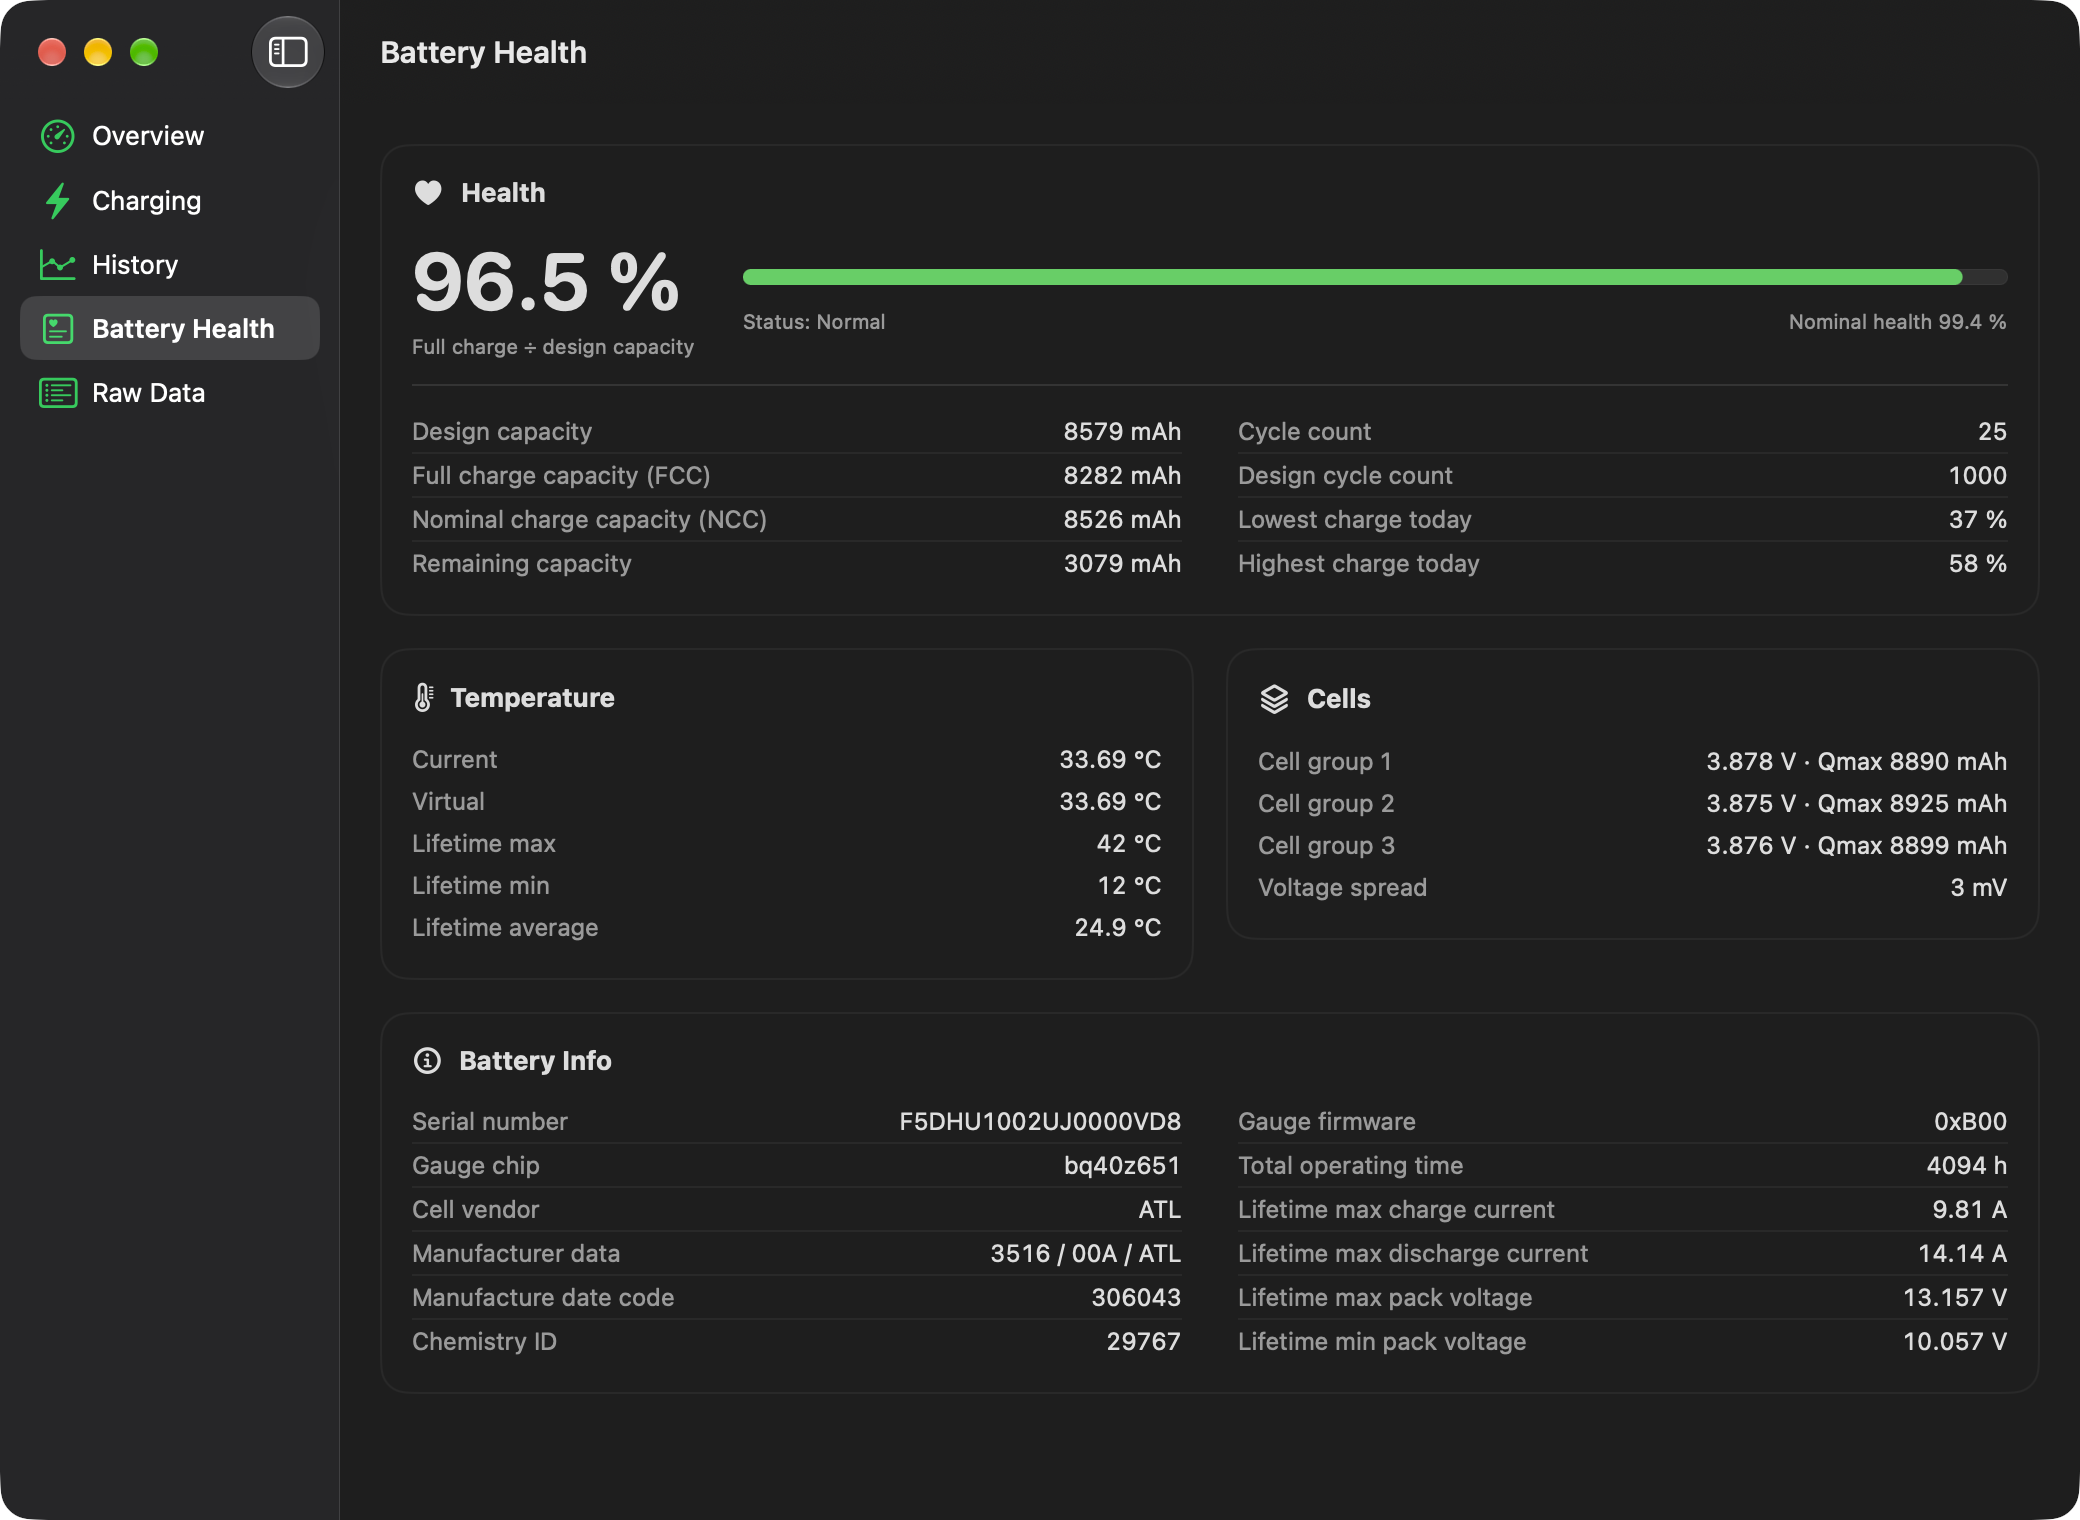 Battery Health
Overview
Charging
History
Battery Health
Raw Data
Health
96.5 %
Full charge ÷ design capacity
Status: Normal
Nominal health 99.4 %
Design capacity 8579 mAh
Full charge capacity (FCC) 8282 mAh
Nominal charge capacity (NCC) 8526 mAh
Remaining capacity 3079 mAh
Cycle count 25
Design cycle count 1000
Lowest charge today 37 %
Highest charge today 58 %
Temperature
Current 33.69 °C
Virtual 33.69 °C
Lifetime max 42 °C
Lifetime min 12 °C
Lifetime average 24.9 °C
Cells
Cell group 1 3.878 V · Qmax 8890 mAh
Cell group 2 3.875 V · Qmax 8925 mAh
Cell group 3 3.876 V · Qmax 8899 mAh
Voltage spread 3 mV
Battery Info
Serial number F5DHU1002UJ0000VD8
Gauge chip bq40z651
Cell vendor ATL
Manufacturer data 3516 / 00A / ATL
Manufacture date code 306043
Chemistry ID 29767
Gauge firmware 0xB00
Total operating time 4094 h
Lifetime max charge current 9.81 A
Lifetime max discharge current 14.14 A
Lifetime max pack voltage 13.157 V
Lifetime min pack voltage 10.057 V